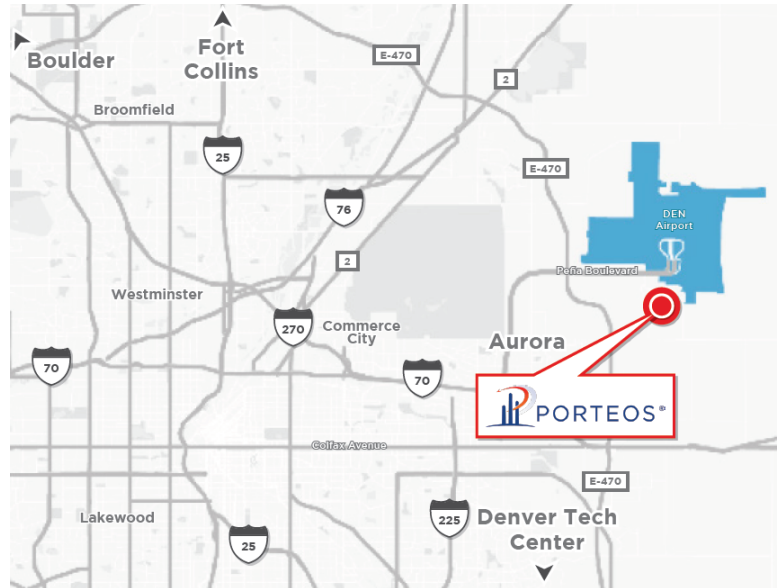 Boulder
Fort
Collins
E-470
2
Broomfield
25
E-470
76
DEN
Airport
2
Peña Boulevard
Westminster
270
Commerce
City
Aurora
70
70
PORTEOS®
Colfax Avenue
E-470
Lakewood
25
225
Denver Tech
Center